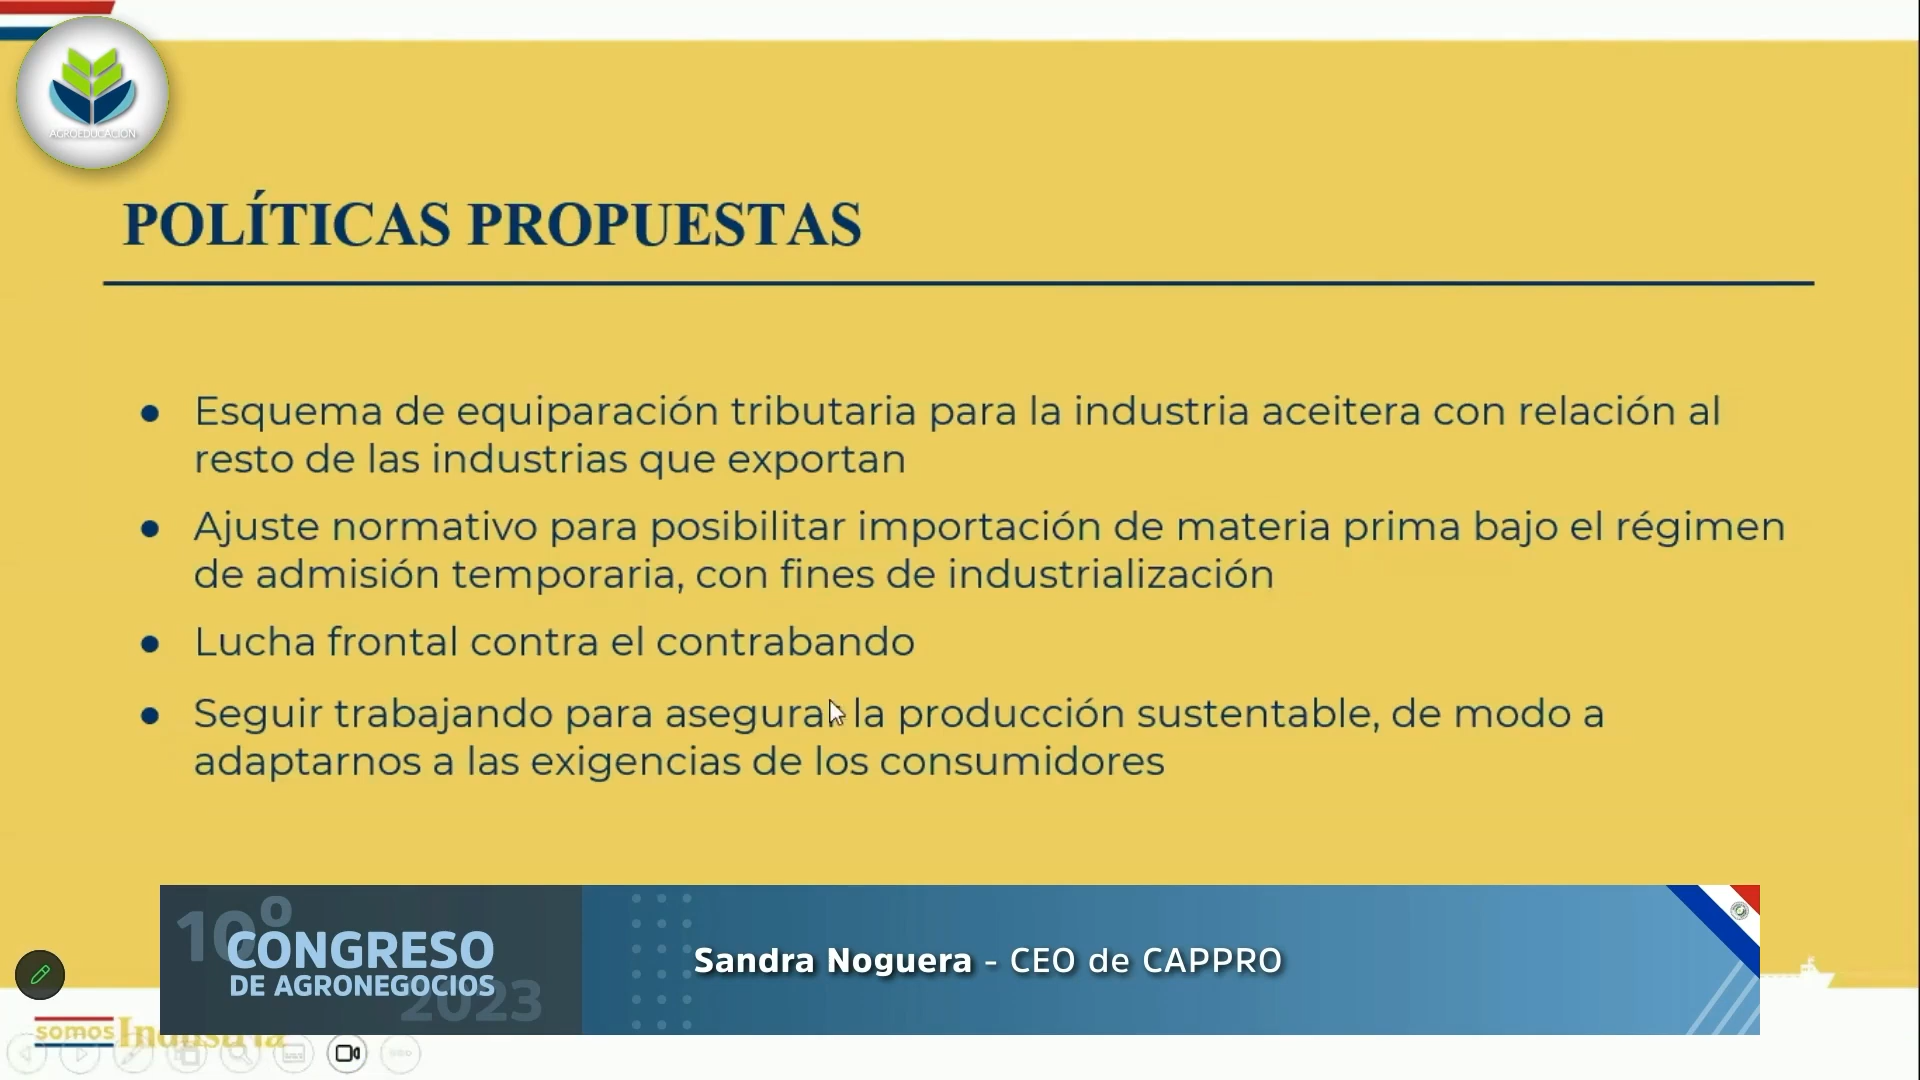 AGROEDUCACIÓN
POLÍTICAS PROPUESTAS
● Esquema de equiparación tributaria para la industria aceitera con relación al
resto de las industrias que exportan
● Ajuste normativo para posibilitar importación de materia prima bajo el régimen
de admisión temporaria, con fines de industrialización
● Lucha frontal contra el contrabando
● Seguir trabajando para asegurar la producción sustentable, de modo a
adaptarnos a las exigencias de los consumidores
10º
CONGRESO
DE AGRONEGOCIOS
2023
Sandra Noguera - CEO de CAPPRO
somos Industria